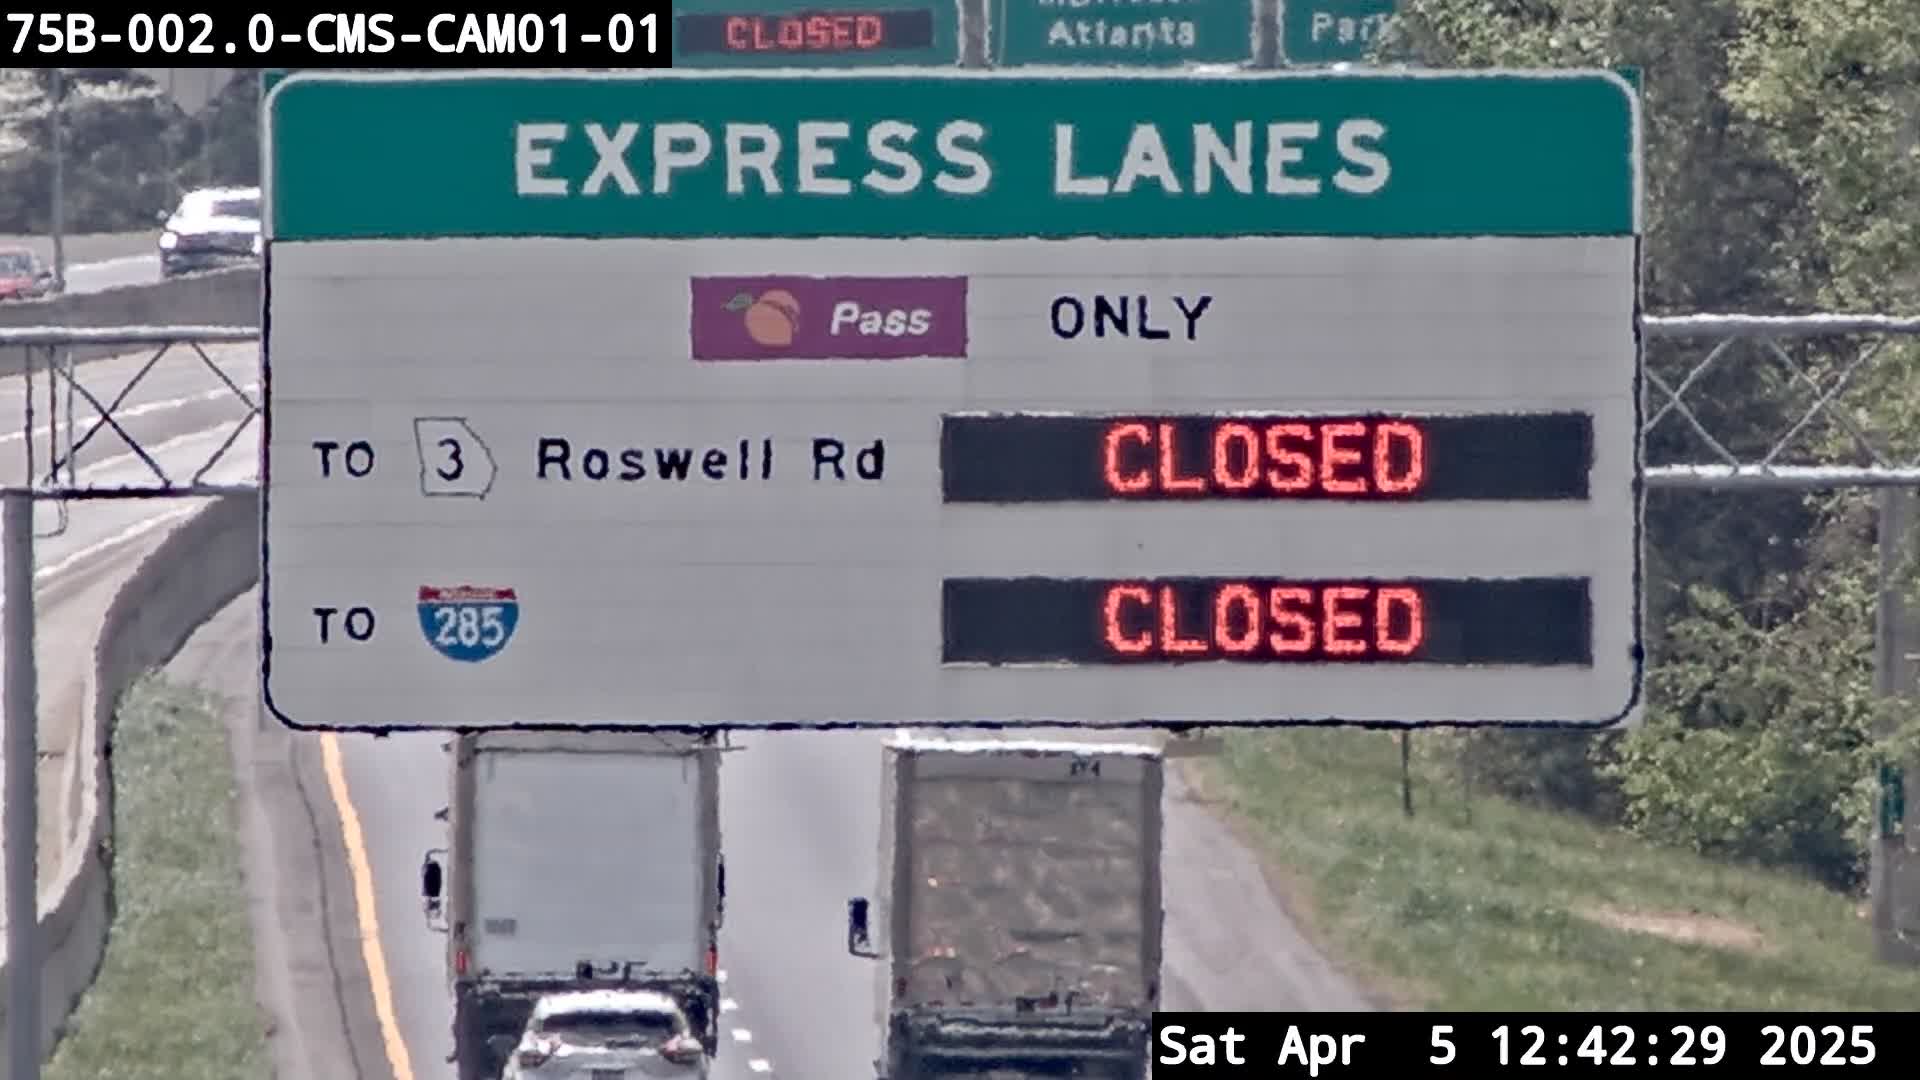 75B-002.0-CMS-CAM01-01
CLOSED
Atlanta
Park
EXPRESS LANES
Pass ONLY
TO 3 Roswell Rd CLOSED
TO 285 CLOSED
Sat Apr 5 12:42:29 2025